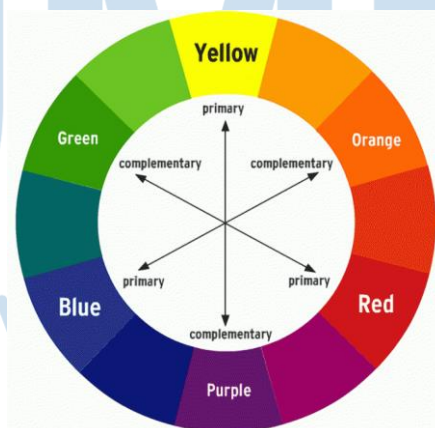 Yellow
primary
Green
Orange
complementary
complementary
primary
primary
Blue
Red
complementary
Purple